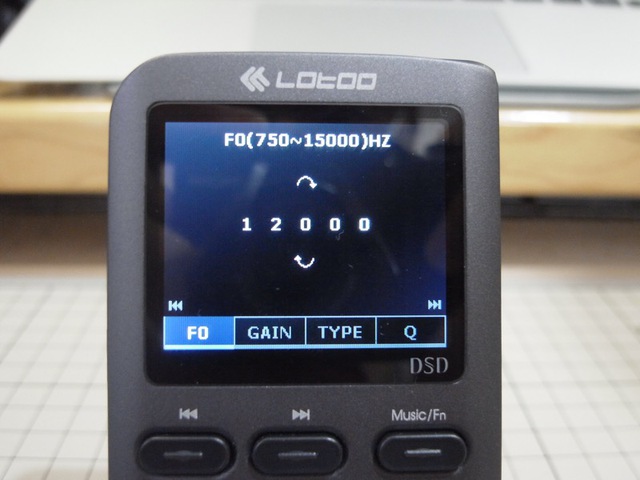 Lotoo
F0(750~15000)HZ
1 2 0 0 0
F0 GAIN TYPE Q
DSD
Music/Fn